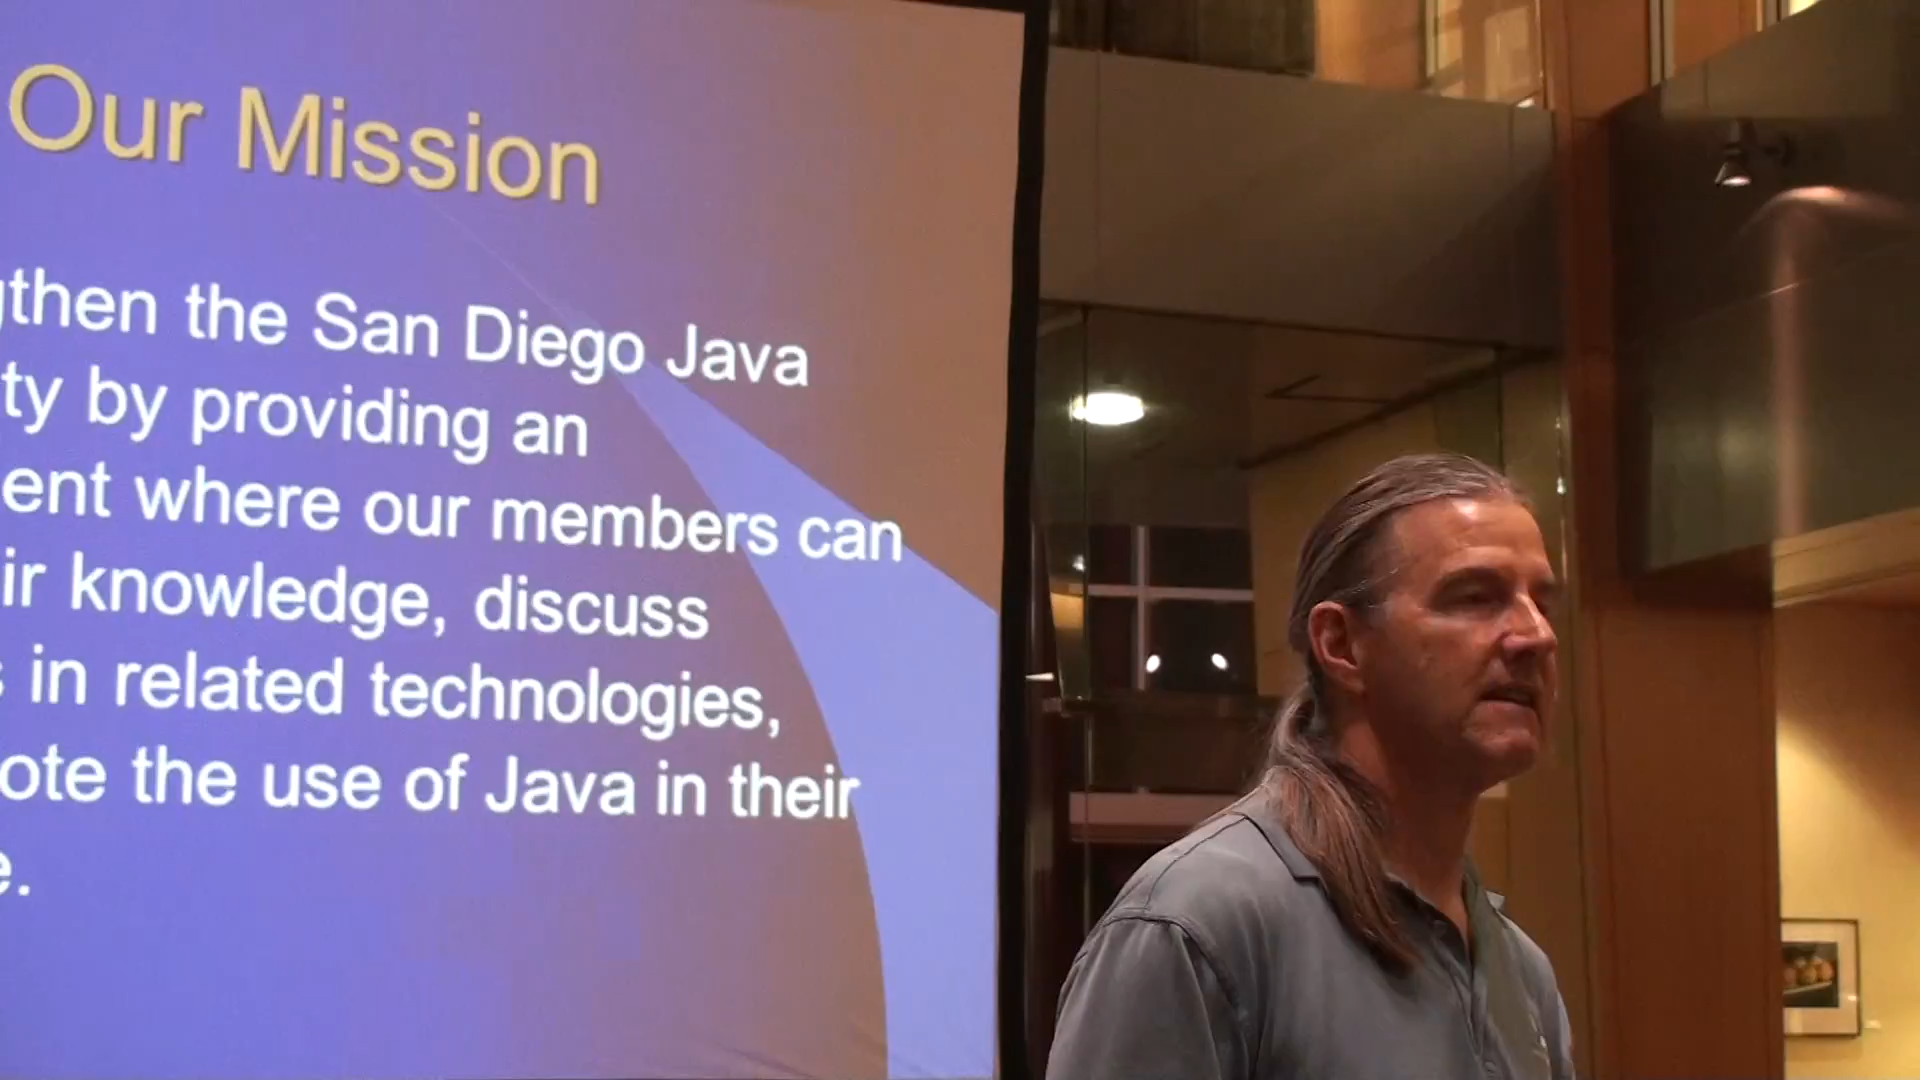 Our Mission
gthen the San Diego Java
ty by providing an
ent where our members can
ir knowledge, discuss
s in related technologies,
ote the use of Java in their
e.